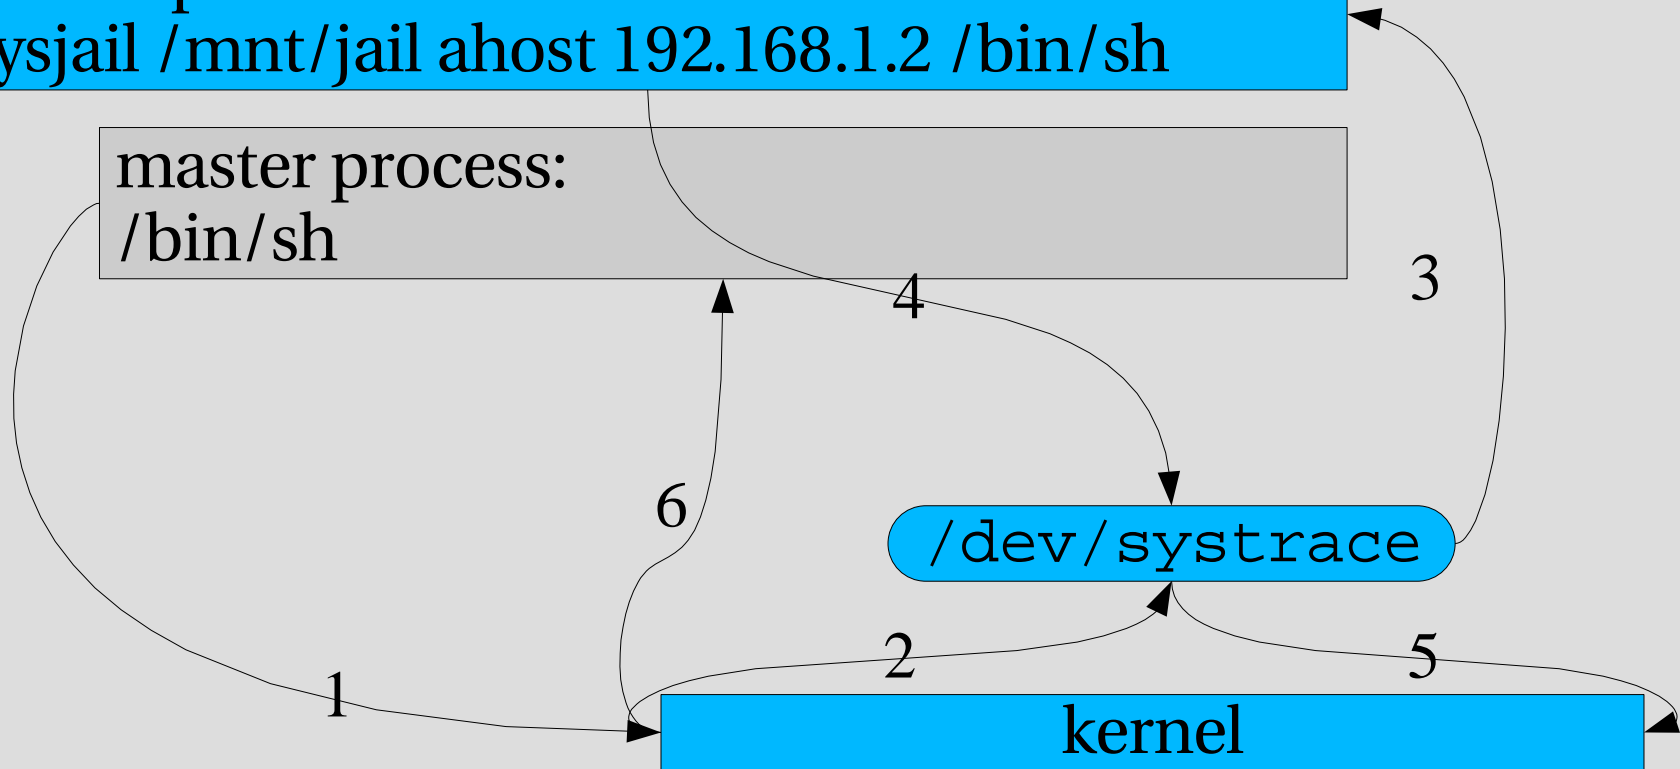 ysjail /mnt/jail ahost 192.168.1.2 /bin/sh
master process:
/bin/sh
3
4
6
/dev/systrace
2
5
1
kernel